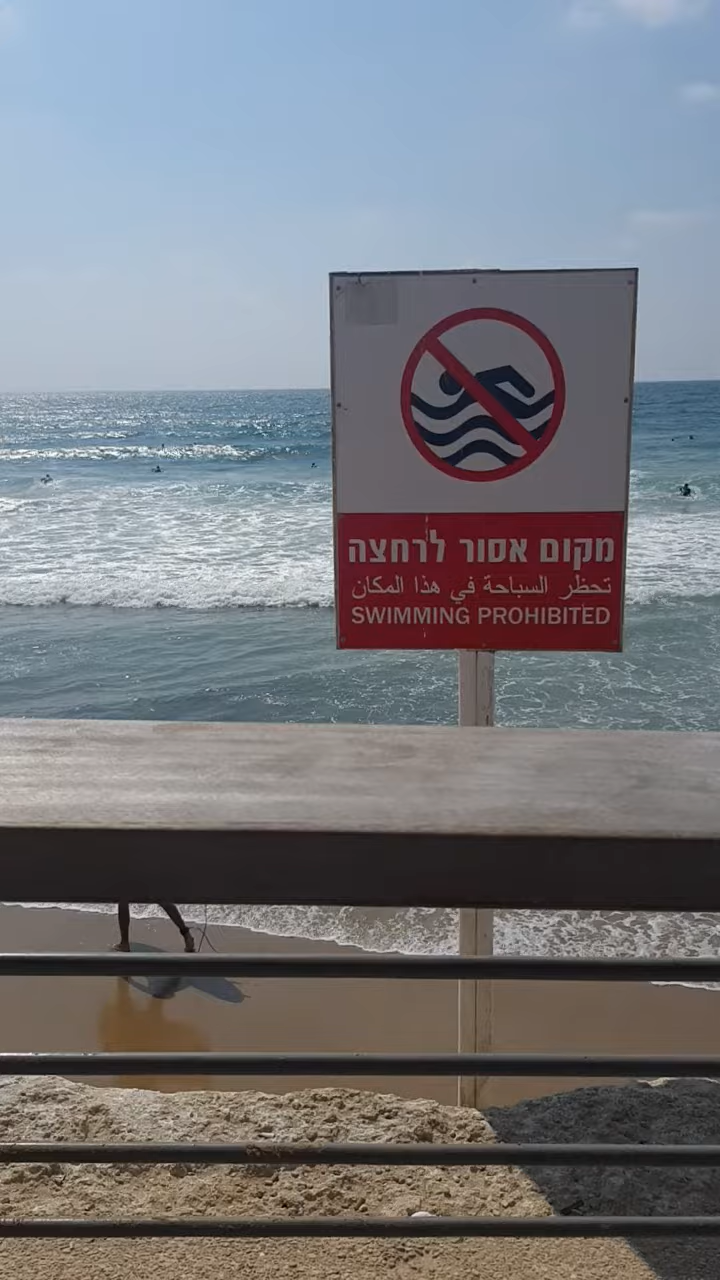 מקום אסור לרחצה
تحظر السباحة في هذا المكان
SWIMMING PROHIBITED